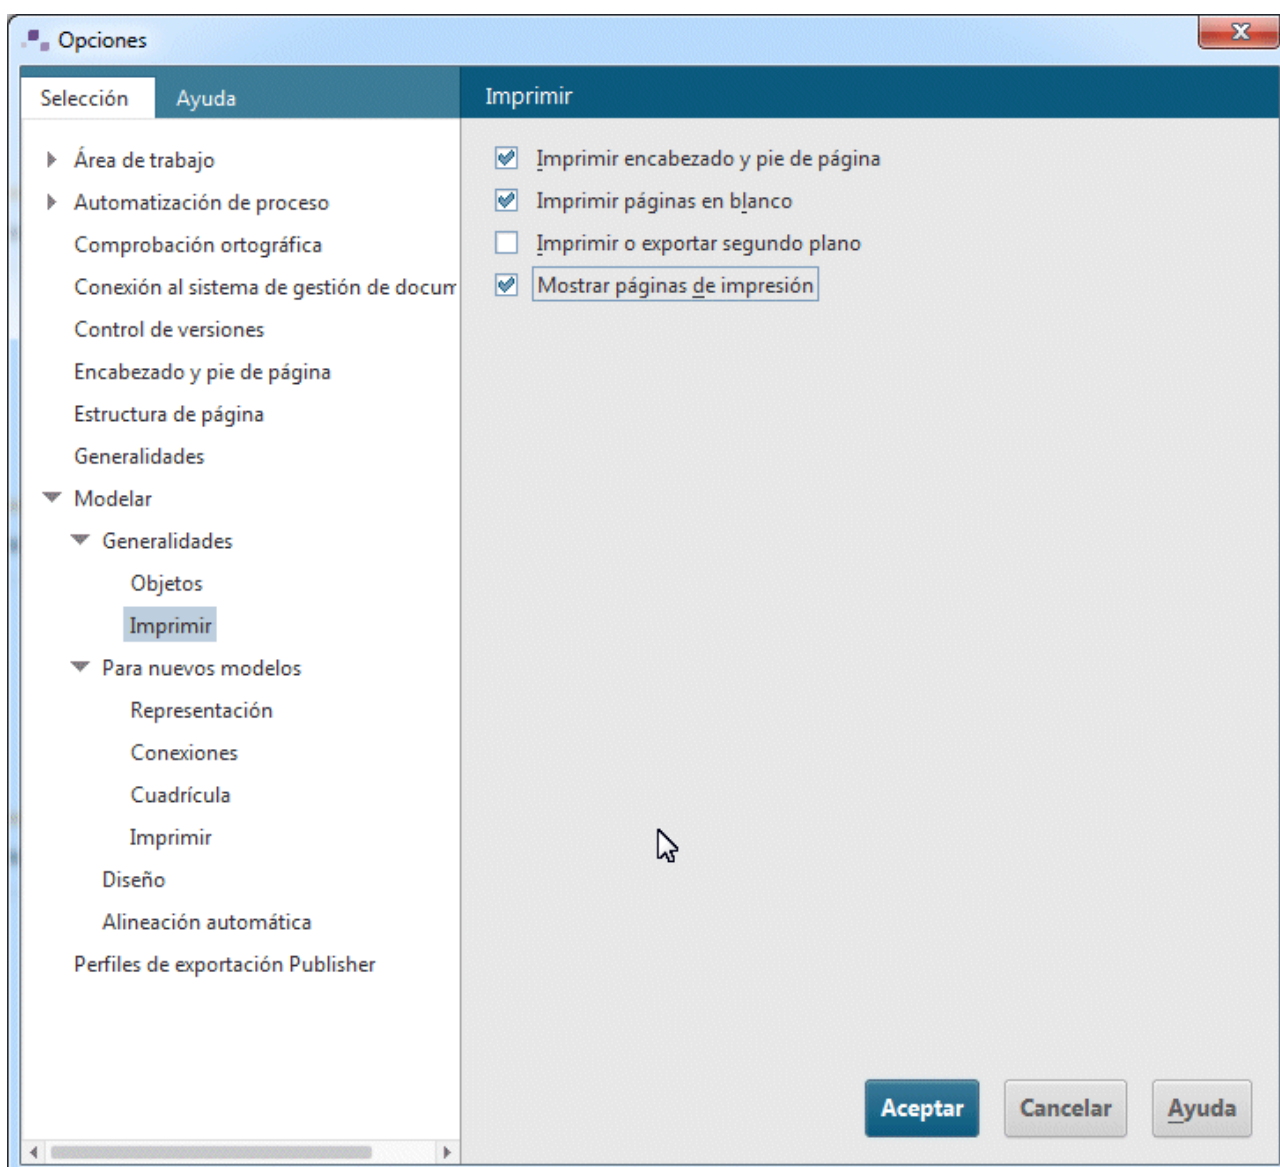 Opciones
Selección
Ayuda
Imprimir
Área de trabajo
Automatización de proceso
Comprobación ortográfica
Conexión al sistema de gestión de docum
Control de versiones
Encabezado y pie de página
Estructura de página
Generalidades
Modelar
Generalidades
Objetos
Imprimir
Para nuevos modelos
Representación
Conexiones
Cuadrícula
Imprimir
Diseño
Alineación automática
Perfiles de exportación Publisher
Imprimir encabezado y pie de página
Imprimir páginas en blanco
Imprimir o exportar segundo plano
Mostrar páginas de impresión
Aceptar
Cancelar
Ayuda